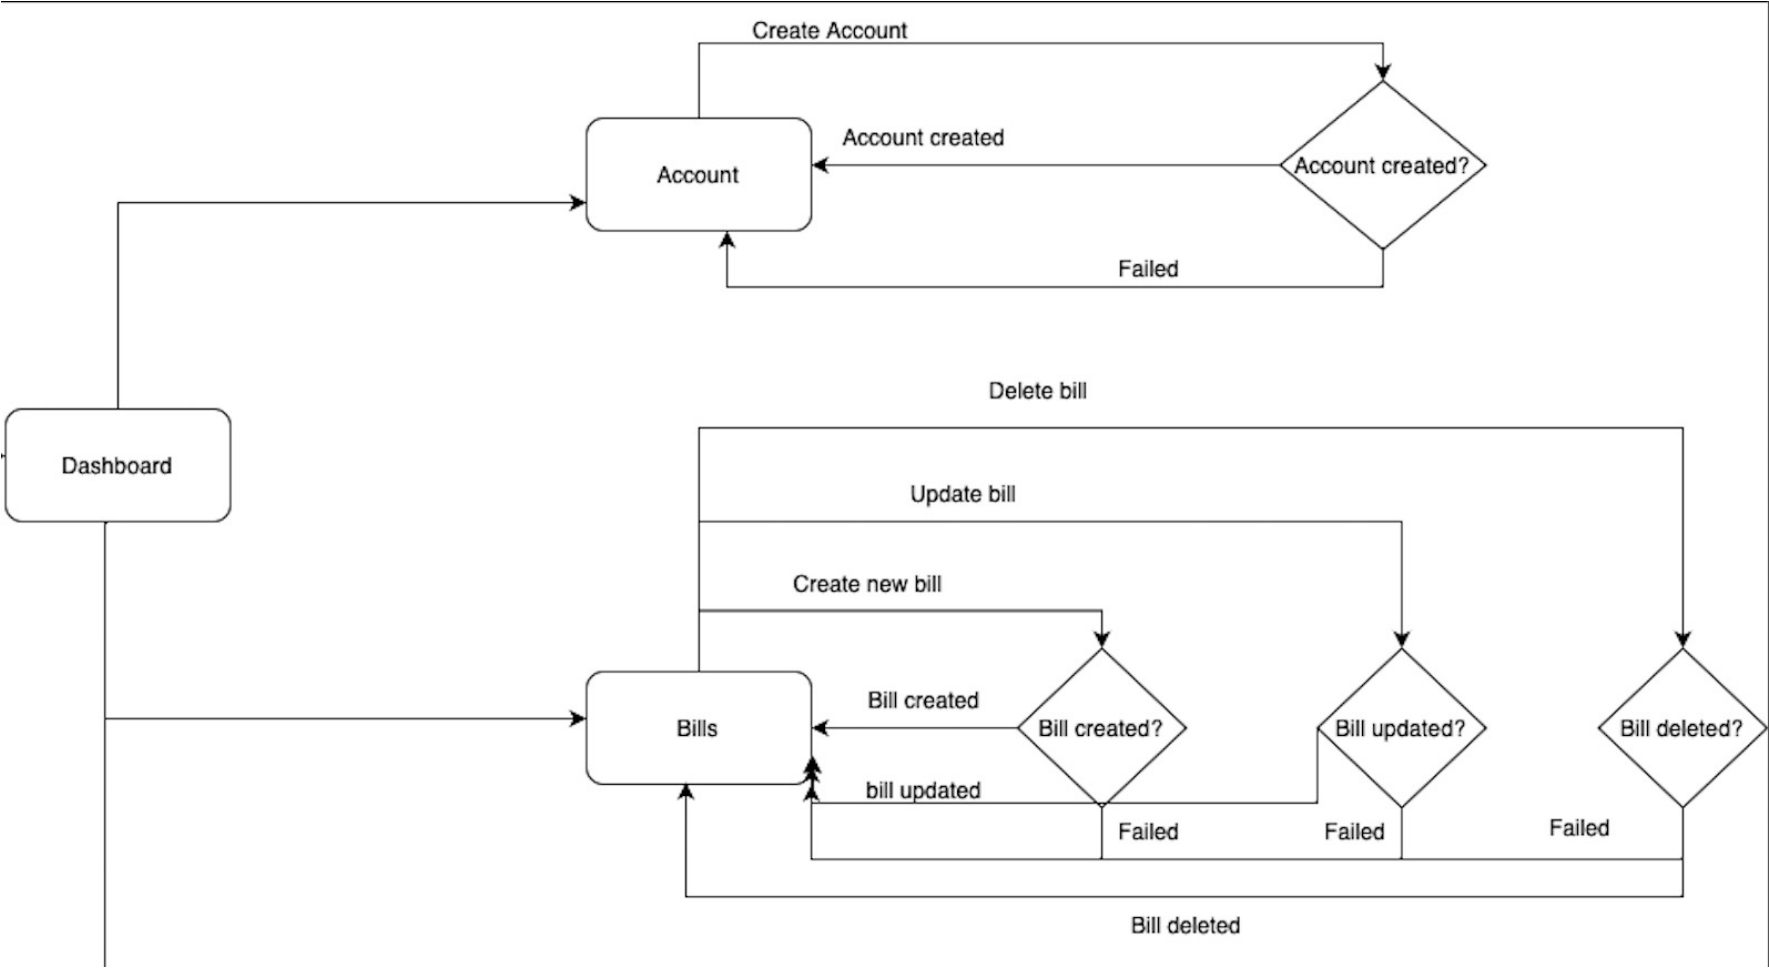 Create Account
Account created
Account
Account created?
Failed
Delete bill
Dashboard
Update bill
Create new bill
Bill created
Bills
Bill created?
Bill updated?
Bill deleted?
bill updated
Failed
Failed
Failed
Bill deleted